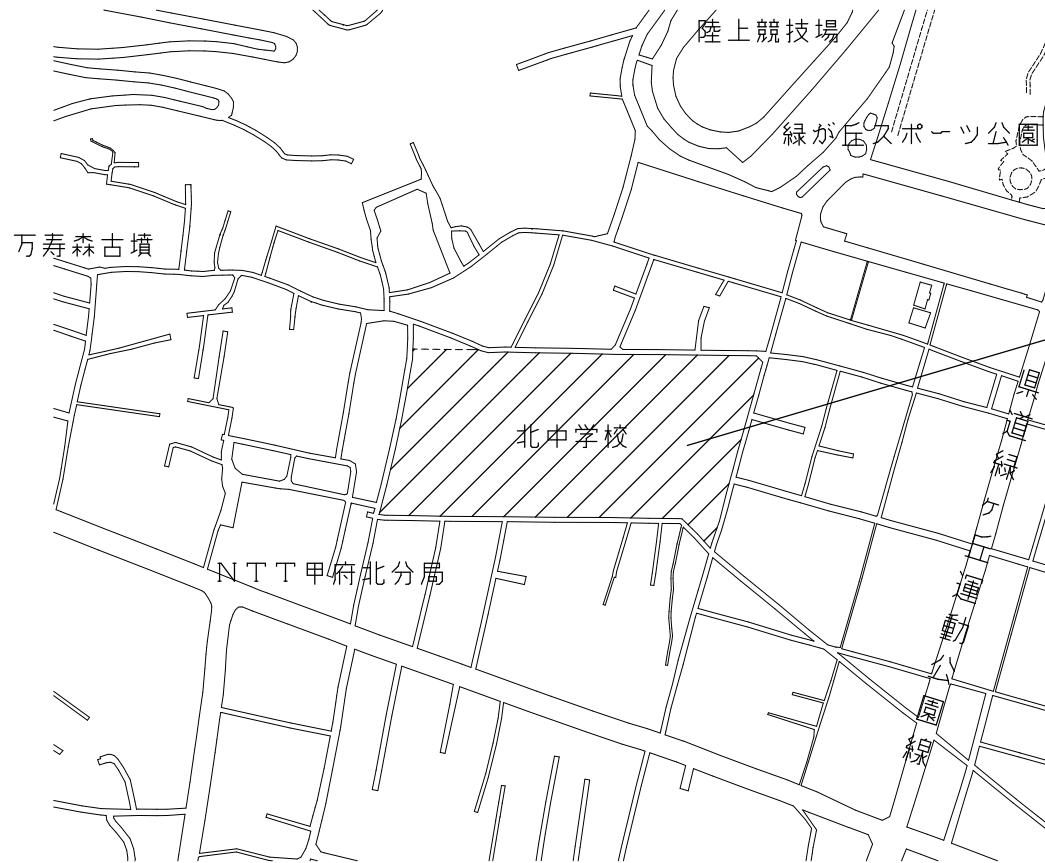 陸上競技場
緑が丘スポーツ公園
万寿森古墳
北中学校
NTT甲府北分局
県道緑ヶ丘運動公園線